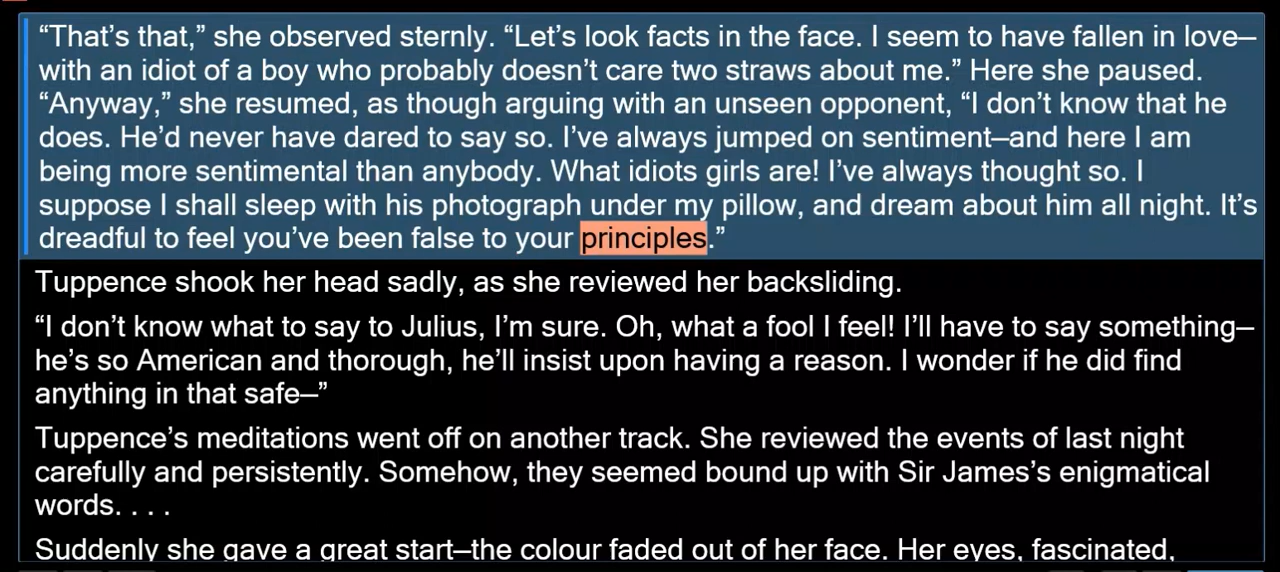 “That’s that,” she observed sternly. “Let’s look facts in the face. I seem to have fallen in love—
with an idiot of a boy who probably doesn’t care two straws about me.” Here she paused.
“Anyway,” she resumed, as though arguing with an unseen opponent, “I don’t know that he
does. He’d never have dared to say so. I’ve always jumped on sentiment—and here I am
being more sentimental than anybody. What idiots girls are! I’ve always thought so. I
suppose I shall sleep with his photograph under my pillow, and dream about him all night. It’s
dreadful to feel you’ve been false to your principles.”
Tuppence shook her head sadly, as she reviewed her backsliding.
“I don’t know what to say to Julius, I’m sure. Oh, what a fool I feel! I’ll have to say something—
he’s so American and thorough, he’ll insist upon having a reason. I wonder if he did find
anything in that safe—”
Tuppence’s meditations went off on another track. She reviewed the events of last night
carefully and persistently. Somehow, they seemed bound up with Sir James’s enigmatical
words. . . .
Suddenly she gave a great start—the colour faded out of her face. Her eyes, fascinated,